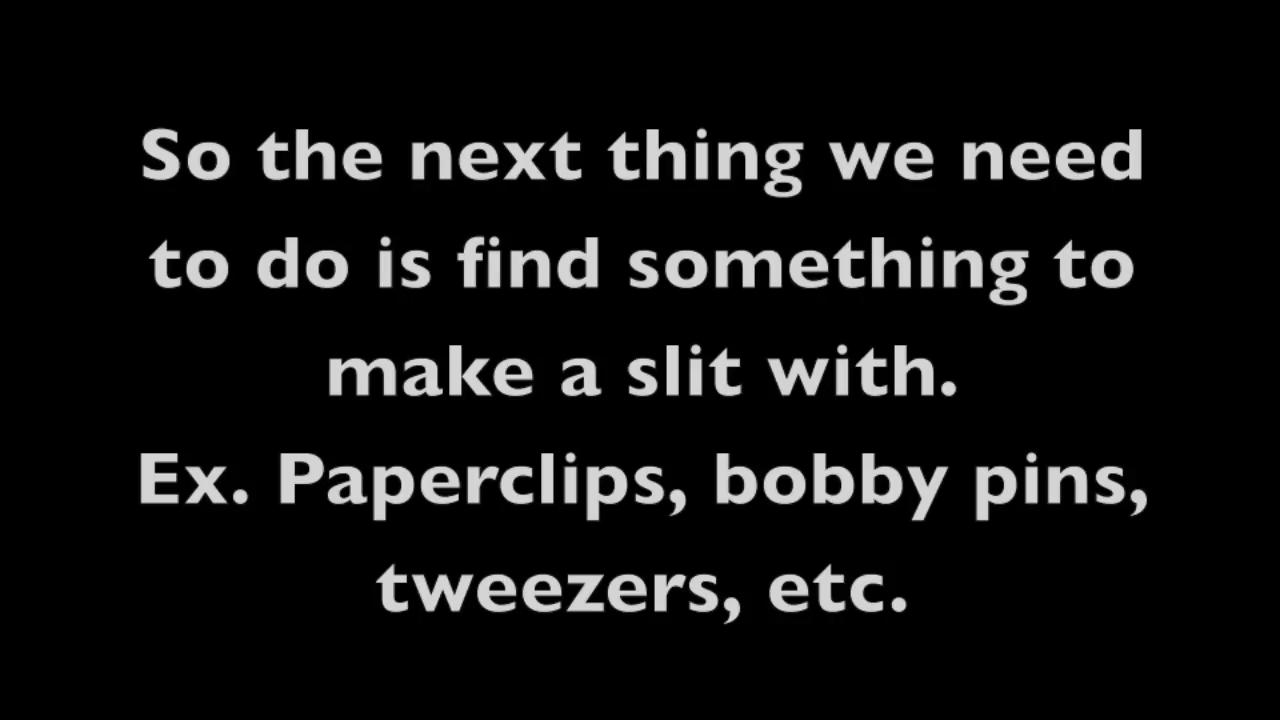 So the next thing we need
to do is find something to
make a slit with.
Ex. Paperclips, bobby pins,
tweezers, etc.